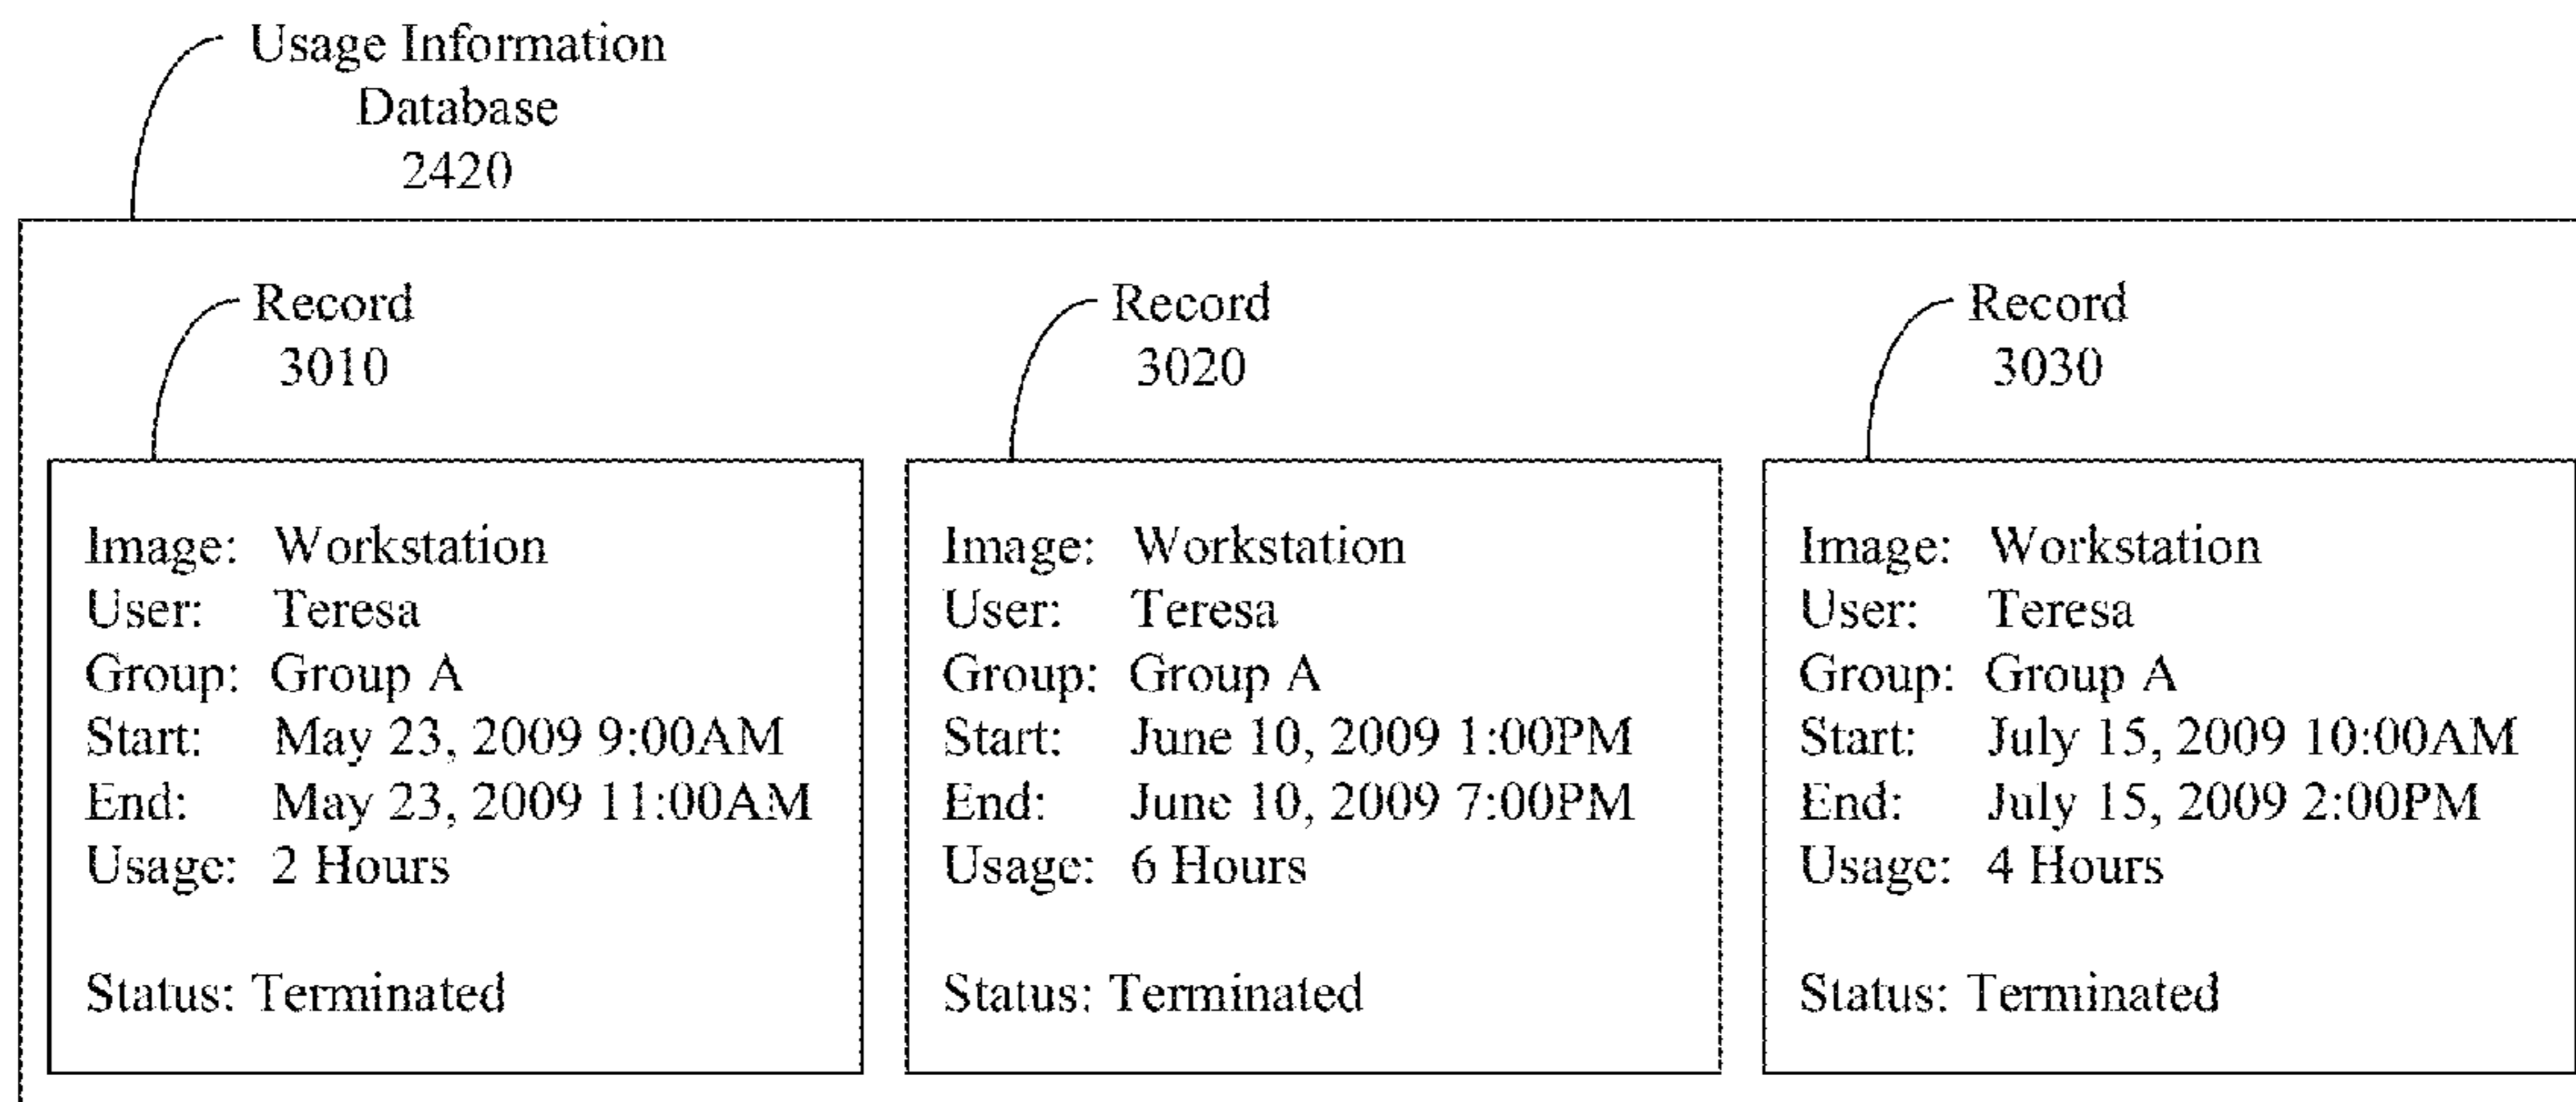 Usage Information
Database
2420
Record
3010
Image: Workstation
User: Teresa
Group: Group A
Start: May 23, 2009 9:00AM
End: May 23, 2009 11:00AM
Usage: 2 Hours
Status: Terminated
Record
3020
Image: Workstation
User: Teresa
Group: Group A
Start: June 10, 2009 1:00PM
End: June 10, 2009 7:00PM
Usage: 6 Hours
Status: Terminated
Record
3030
Image: Workstation
User: Teresa
Group: Group A
Start: July 15, 2009 10:00AM
End: July 15, 2009 2:00PM
Usage: 4 Hours
Status: Terminated